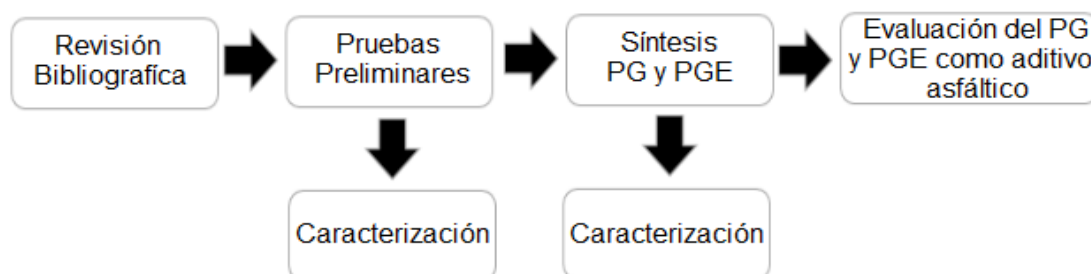 Revisión
Bibliografíca
Pruebas
Preliminares
Síntesis
PG y PGE
Evaluación del PG
y PGE como aditivo
asfáltico
Caracterización
Caracterización